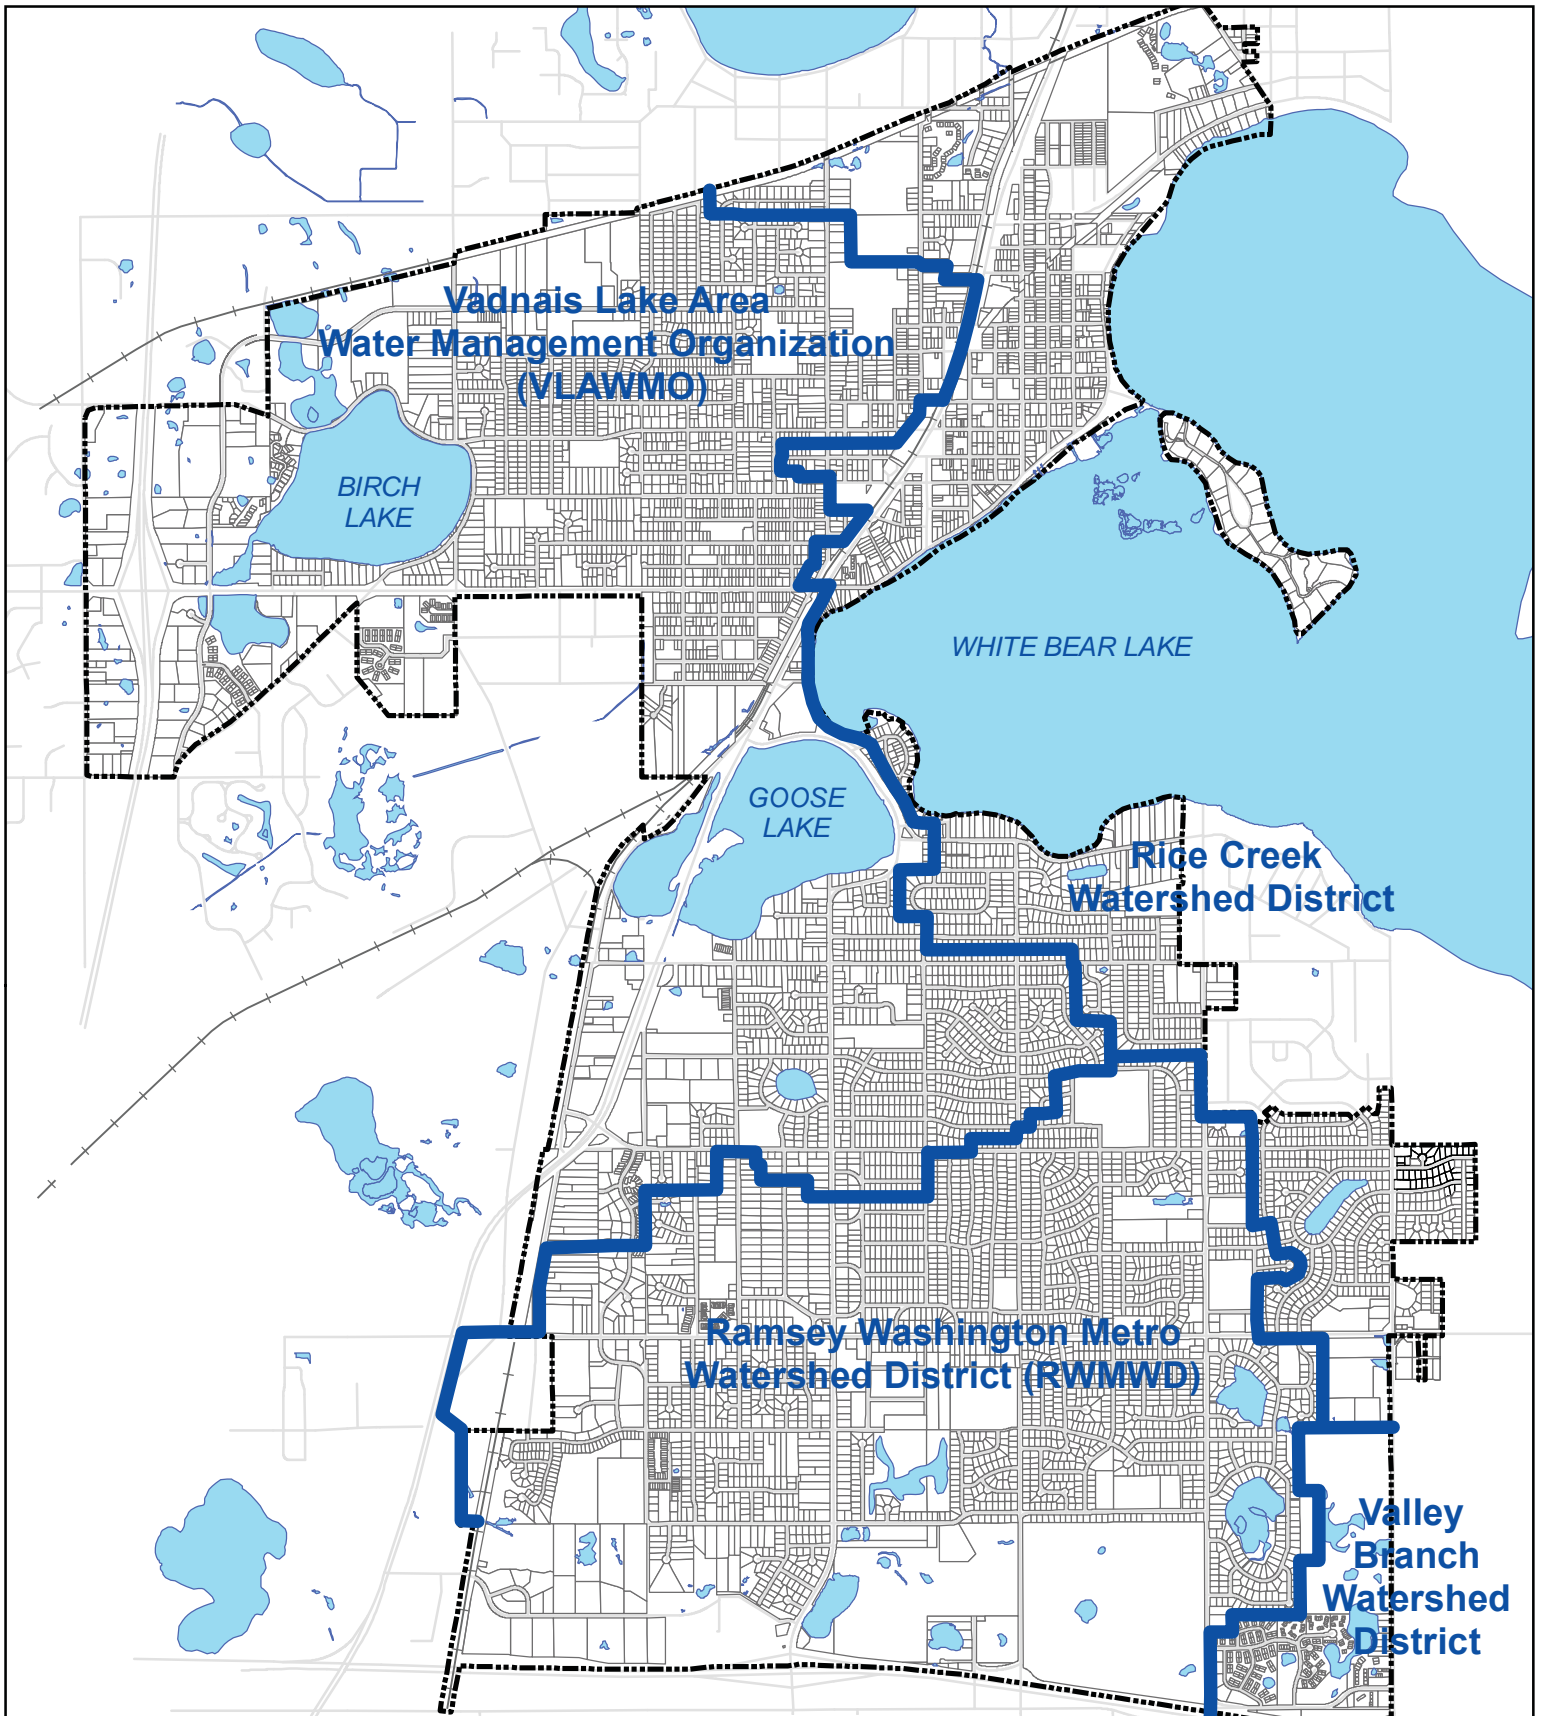 Vadnais Lake Area
Water Management Organization
(VLAWMO)
BIRCH
LAKE
WHITE BEAR LAKE
GOOSE
LAKE
Rice Creek
Watershed District
Ramsey Washington Metro
Watershed District (RWMWD)
Valley
Branch
Watershed
District